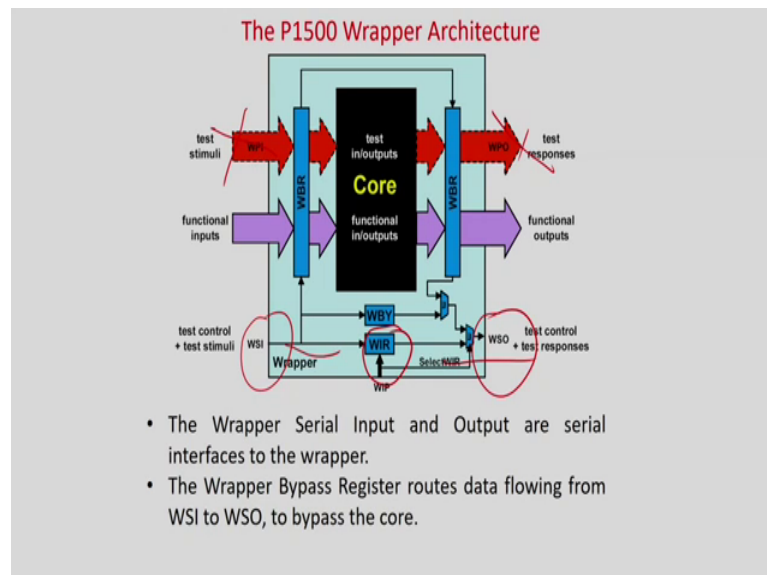 The P1500 Wrapper Architecture
test
stimuli
WPI
test
in/outputs
WPO
test
responses
WBR
Core
WBR
functional
inputs
functional
in/outputs
functional
outputs
WBY
test control
+ test stimuli
WSI
WIR
WSO
test control
+ test responses
Wrapper
SelectWIR
WIP
• The Wrapper Serial Input and Output are serial
interfaces to the wrapper.
• The Wrapper Bypass Register routes data flowing from
WSI to WSO, to bypass the core.